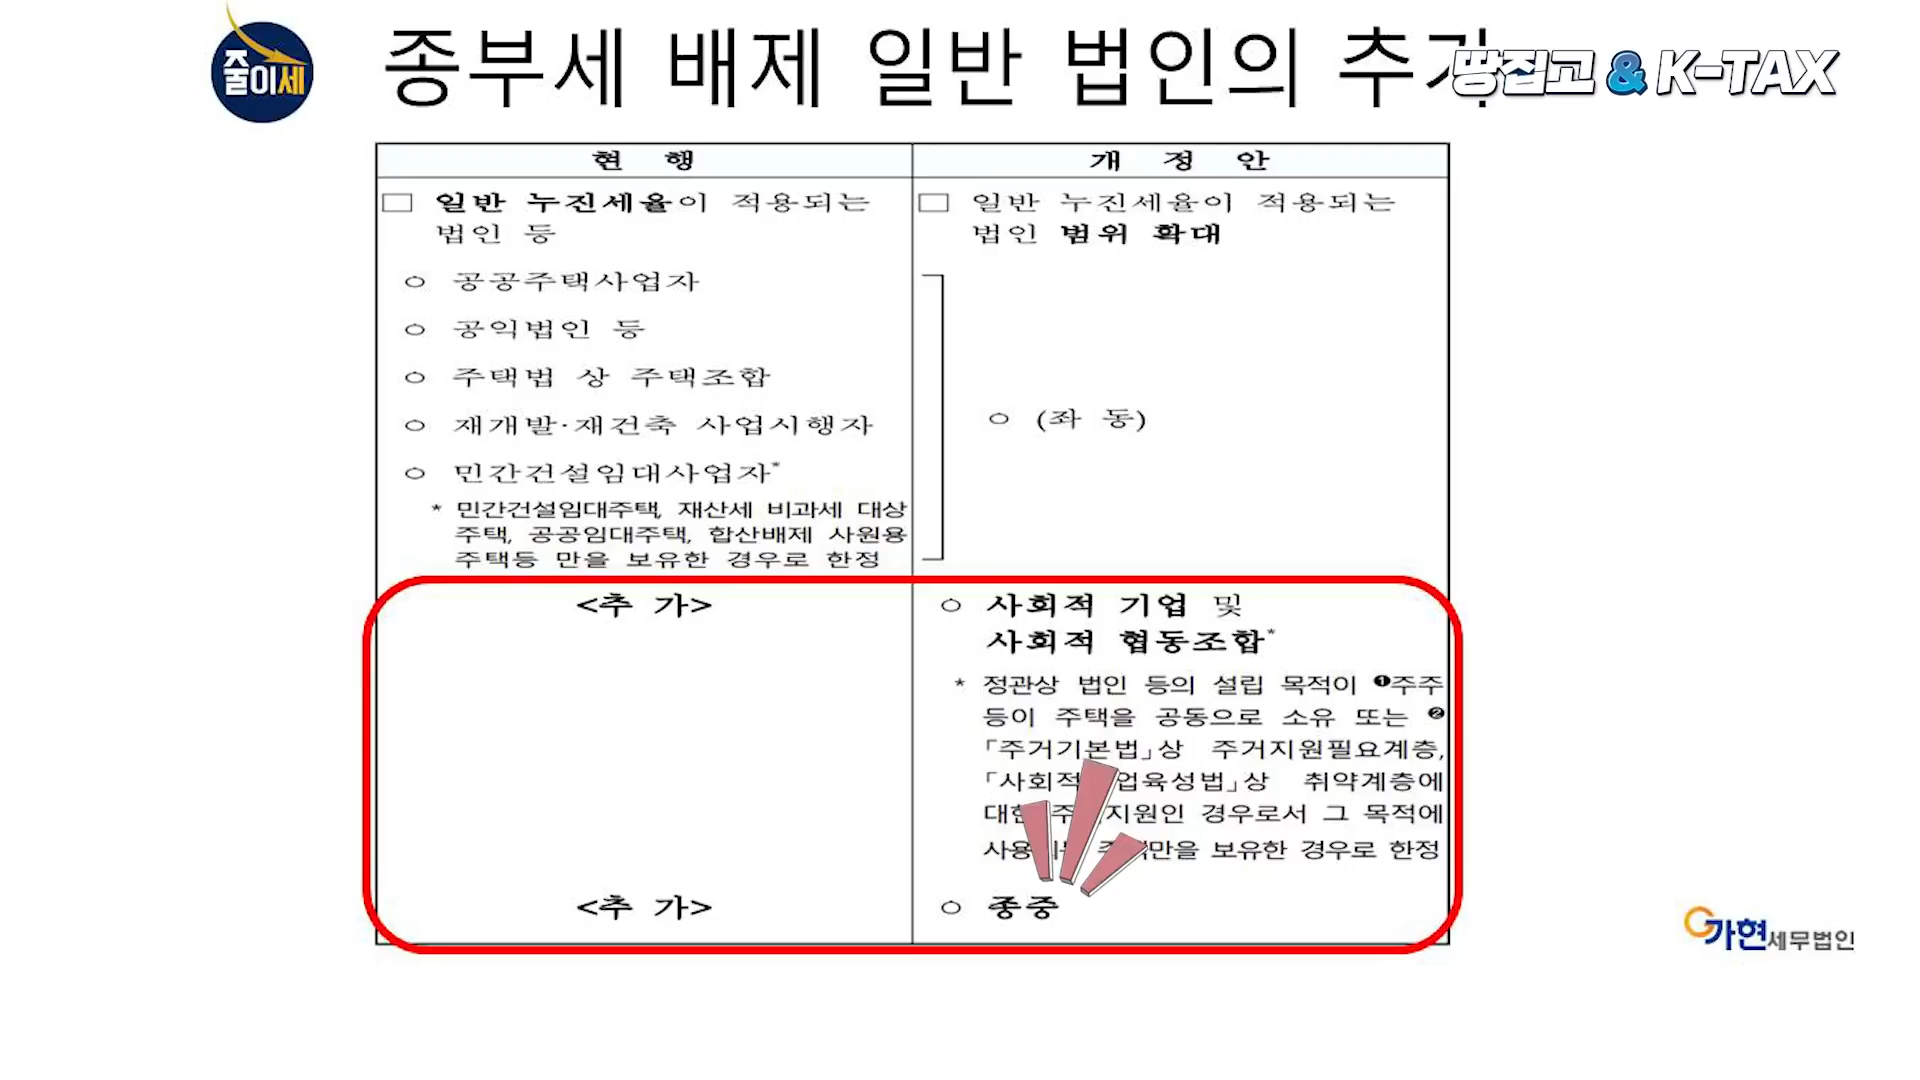 줄이세
종부세 배제 일반 법인의 추가
땅집고 & K-TAX
현 행
개 정 안
□ 일반 누진세율이 적용되는
법인 등
○ 공공주택사업자
○ 공익법인 등
○ 주택법 상 주택조합
○ 재개발·재건축 사업시행자
○ 민간건설임대사업자*
* 민간건설임대주택, 재산세 비과세 대상
주택, 공공임대주택, 합산배제 사원용
주택등 만을 보유한 경우로 한정
□ 일반 누진세율이 적용되는
법인 범위 확대
○ (좌 동)
<추 가>
○ 사회적 기업 및
사회적 협동조합*
* 정관상 법인 등의 설립 목적이 ❶주주
등이 주택을 공동으로 소유 또는 ❷
「주거기본법」상 주거지원필요계층,
「사회적 업육성법」상 취약계층에
지원인 경우로서 그 목적에
만을 보유한 경우로 한정
<추 가>
○ 종중
가현세무법인